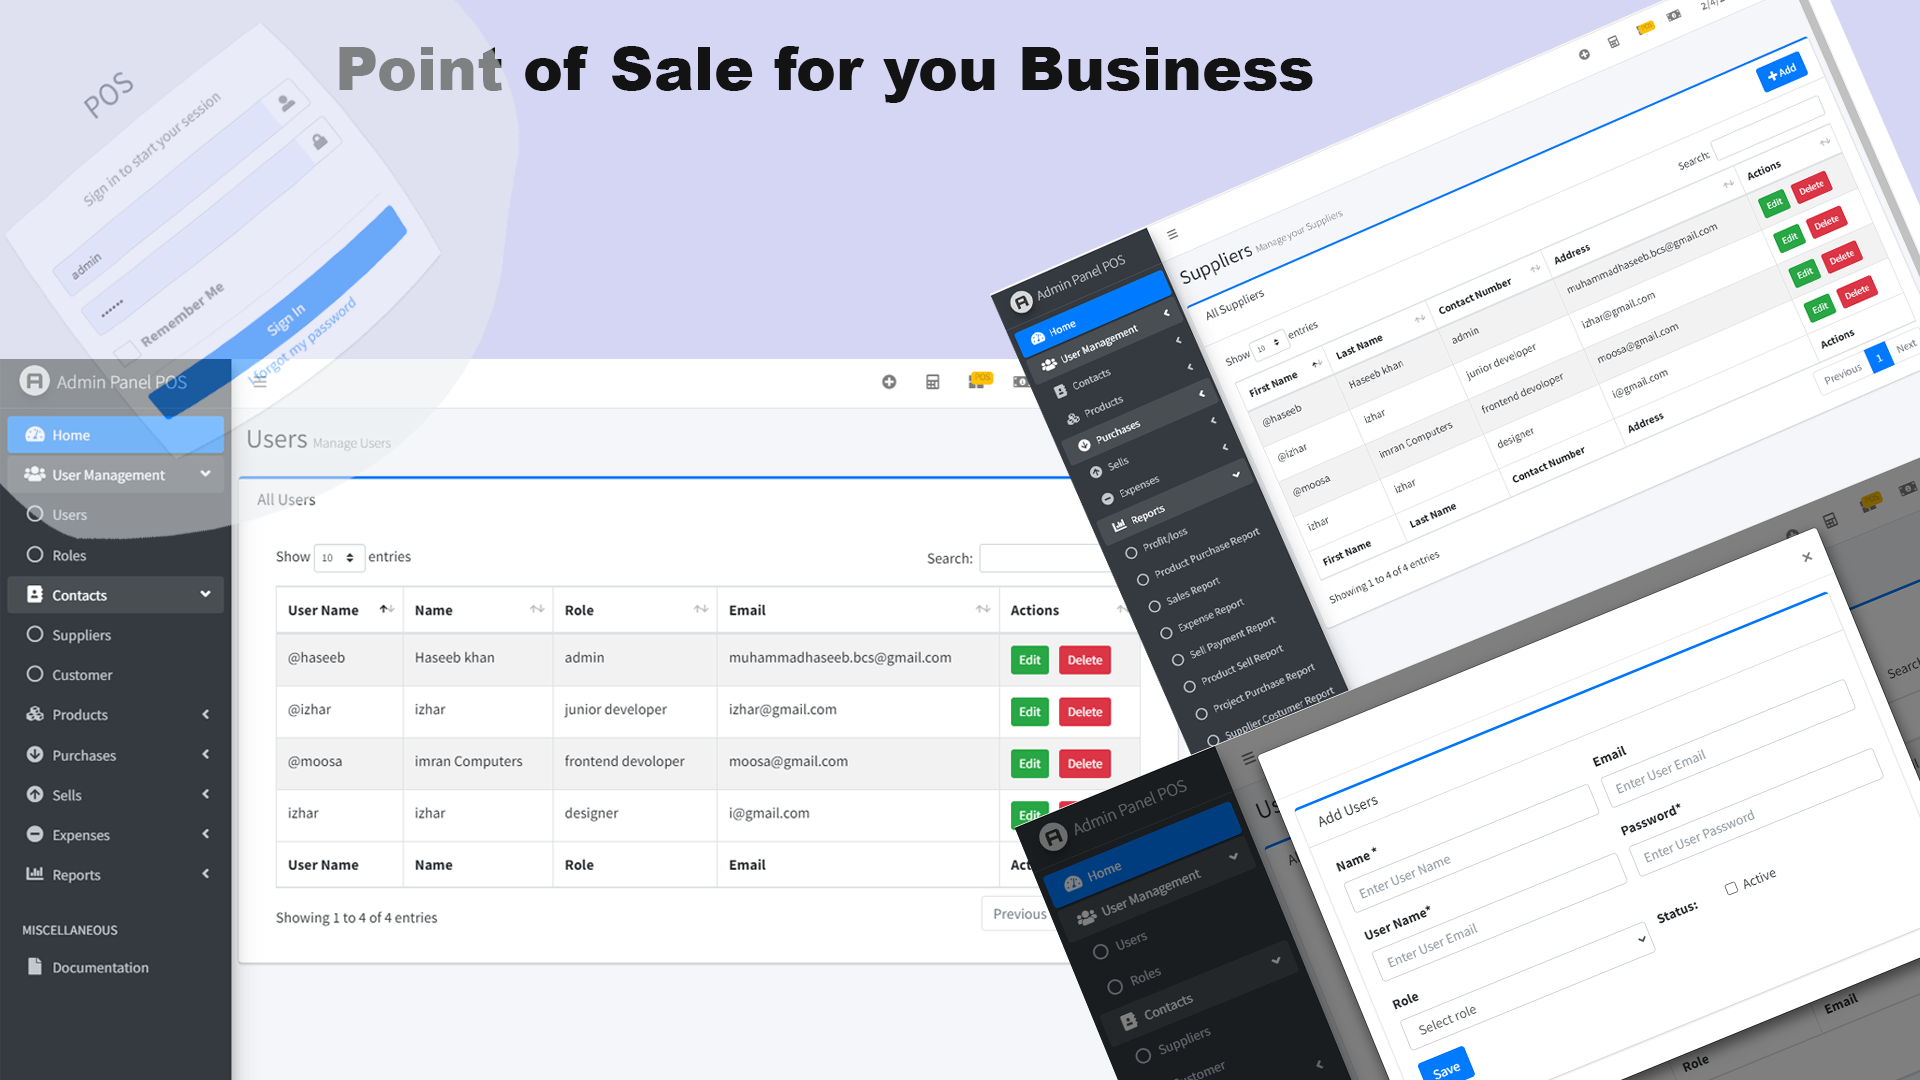 Point of Sale for you Business
POS
Sign in to start your session
admin
Remember Me
Sign In
I forgot my password
Admin Panel POS
Home
User Management
Users
Roles
Contacts
Suppliers
Customer
Products
Purchases
Sells
Expenses
Reports
MISCELLANEOUS
Documentation
POS
Users Manage Users
All Users
Show 10 entries
Search:
User Name Name Role Email Actions
@haseeb Haseeb khan admin muhammadhaseeb.bcs@gmail.com Edit Delete
@izhar izhar junior developer izhar@gmail.com Edit Delete
@moosa imran Computers frontend devoloper moosa@gmail.com Edit Delete
izhar izhar designer i@gmail.com Edit
User Name Name Role Email
Showing 1 to 4 of 4 entries
Previous
Admin Panel POS
Home
User Management
Contacts
Products
Purchases
Sells
Expenses
Reports
Profit/loss
Product Purchase Report
Sales Report
Expense Report
Sell Payment Report
Product Sell Report
Project Purchase Report
Supplier Costumer Report
Suppliers Manage your Suppliers
Add
All Suppliers
Show 10 entries
Search:
First Name Last Name Contact Number Address Actions
@haseeb Haseeb khan admin muhammadhaseeb.bcs@gmail.com Edit Delete
@izhar izhar junior developer izhar@gmail.com Edit Delete
@moosa imran Computers frontend devoloper moosa@gmail.com Edit Delete
izhar izhar designer i@gmail.com Edit Delete
First Name Last Name Contact Number Address Actions
Showing 1 to 4 of 4 entries
Previous 1 Next
Admin Panel POS
Home
User Management
Users
Roles
Contacts
Suppliers
Add Users
Name *
Enter User Name
Email
Enter User Email
User Name*
Enter User Email
Password*
Enter User Password
Role
Select role
Status:
Active
Save
Role
Email